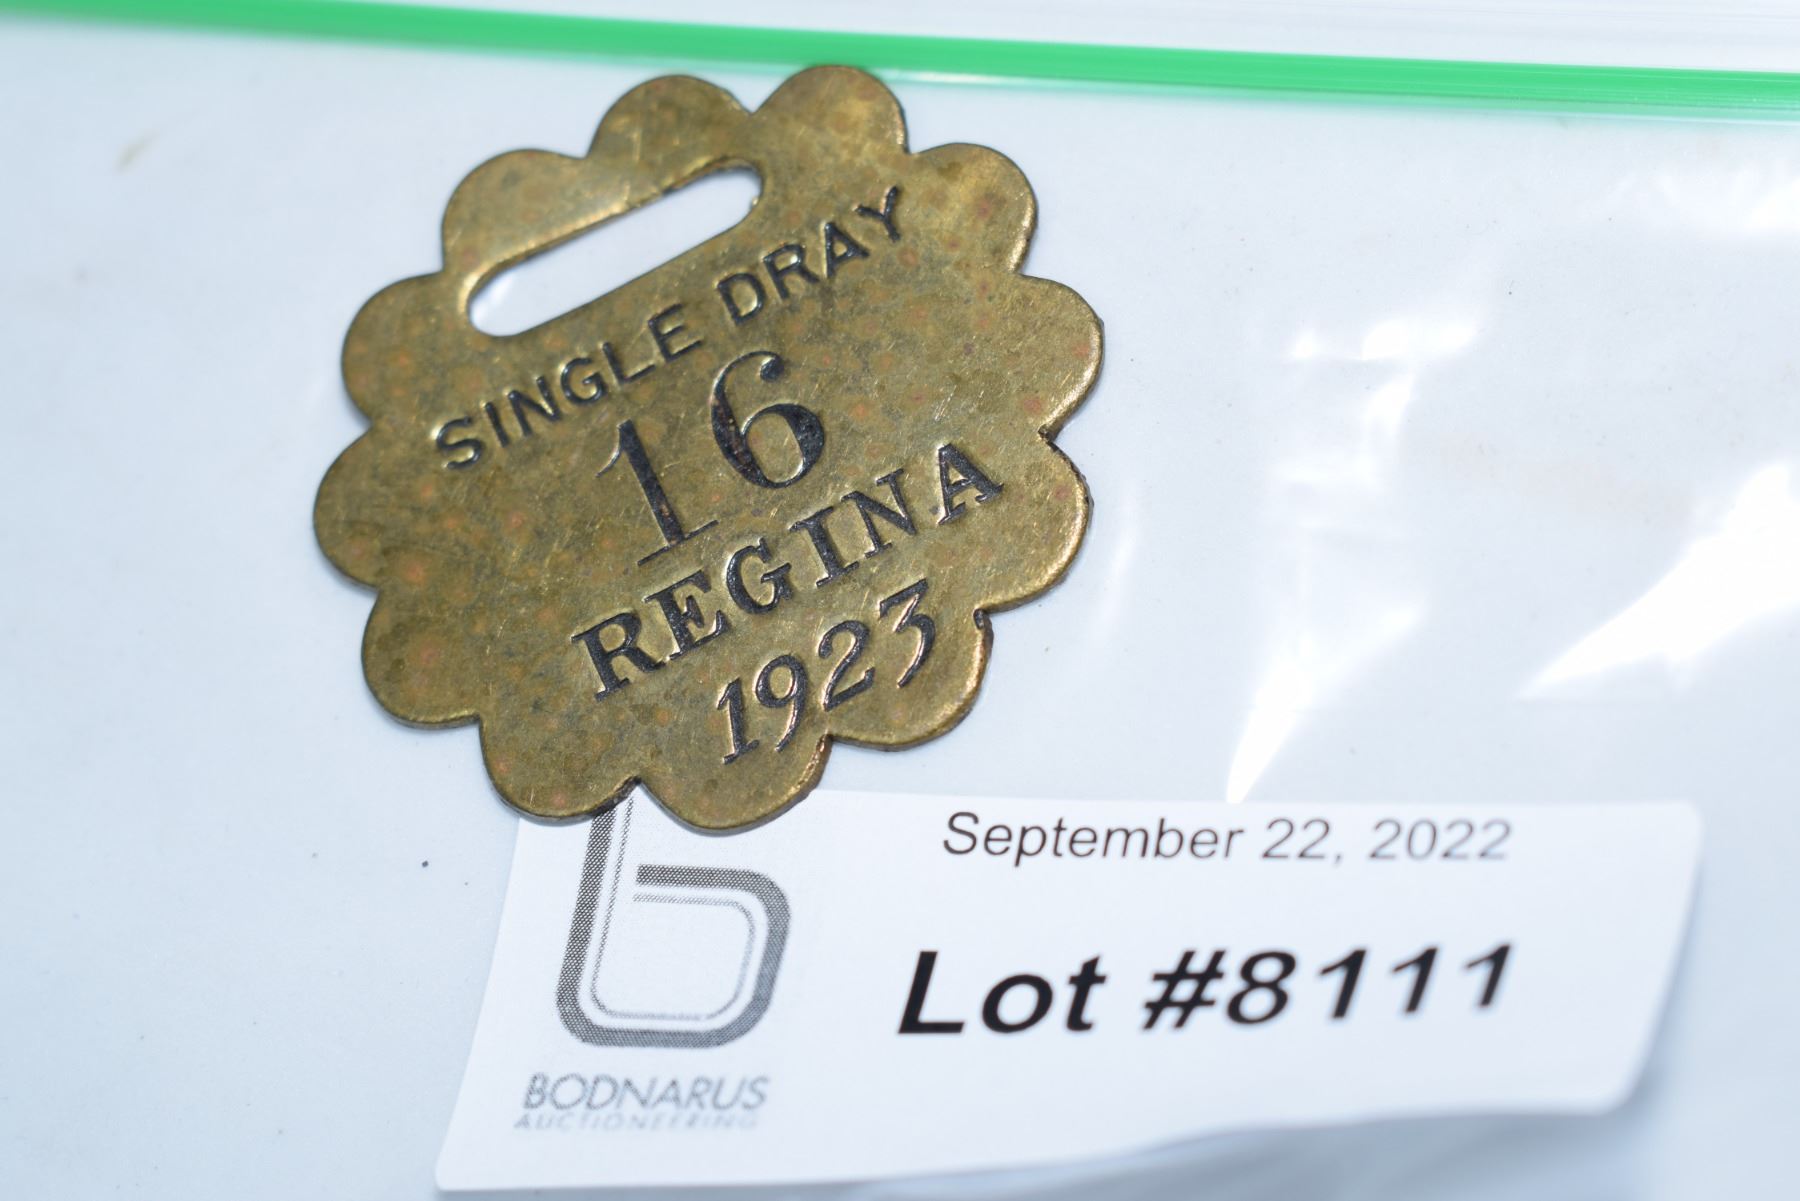 SINGLE DRAY
16
REGINA
1923
September 22, 2022
Lot #8111
BODNARUS
AUCTIONEERING